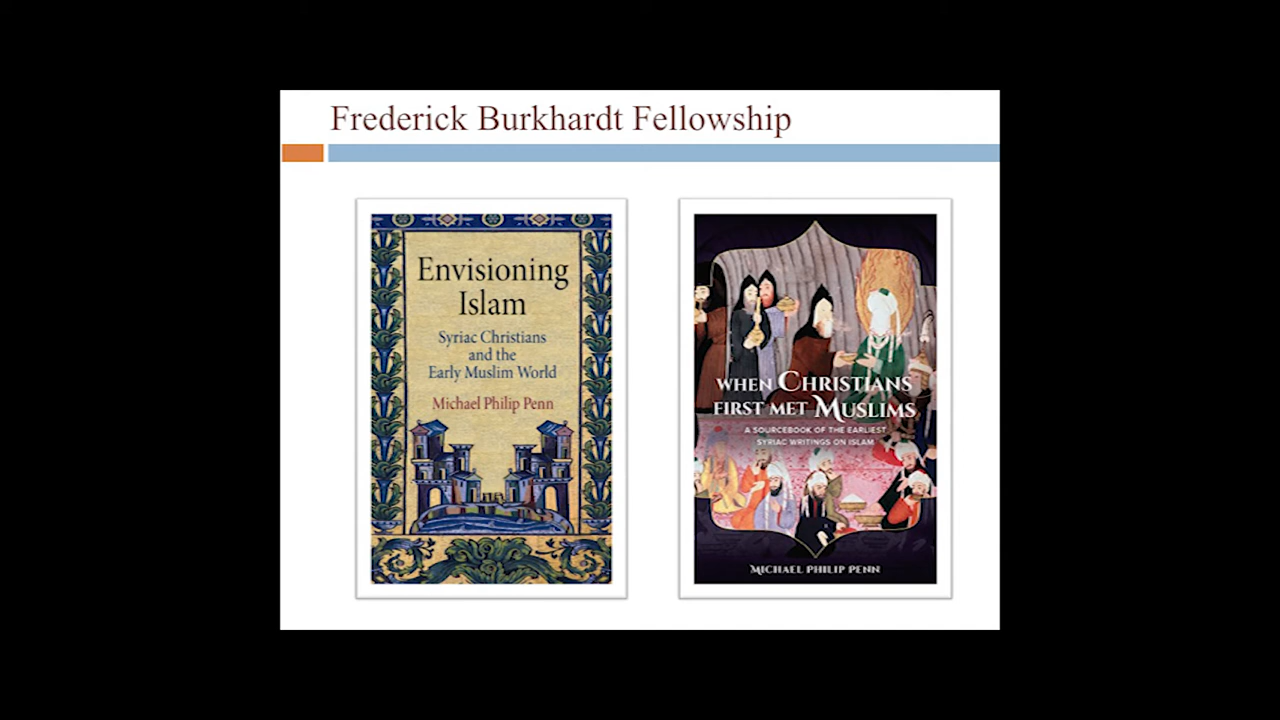 Frederick Burkhardt Fellowship
Envisioning
Islam
Syriac Christians
and the
Early Muslim World
Michael Philip Penn
WHEN CHRISTIANS
FIRST MET MUSLIMS
A SOURCEBOOK OF THE EARLIEST
SYRIAC WRITINGS ON ISLAM
MICHAEL PHILIP PENN